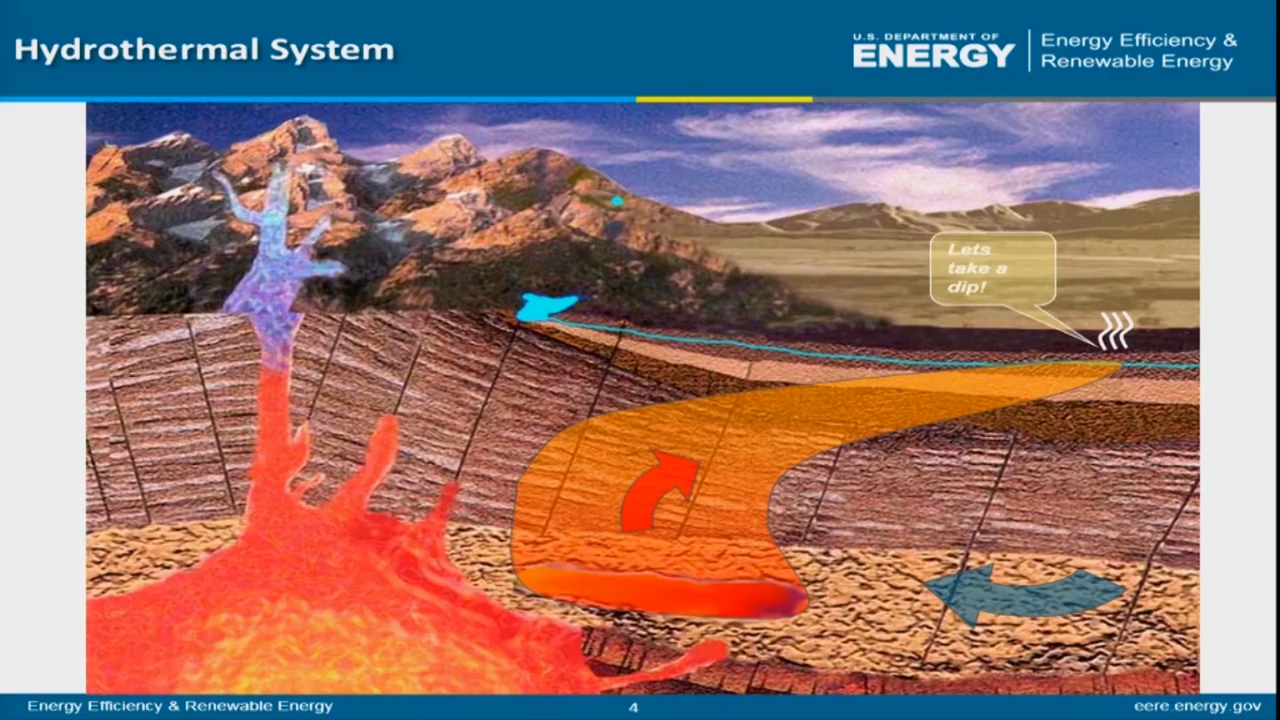 Hydrothermal System
U.S. DEPARTMENT OF
ENERGY
Energy Efficiency &
Renewable Energy
Lets
take a
dip!
Energy Efficiency & Renewable Energy
4
eere.energy.gov